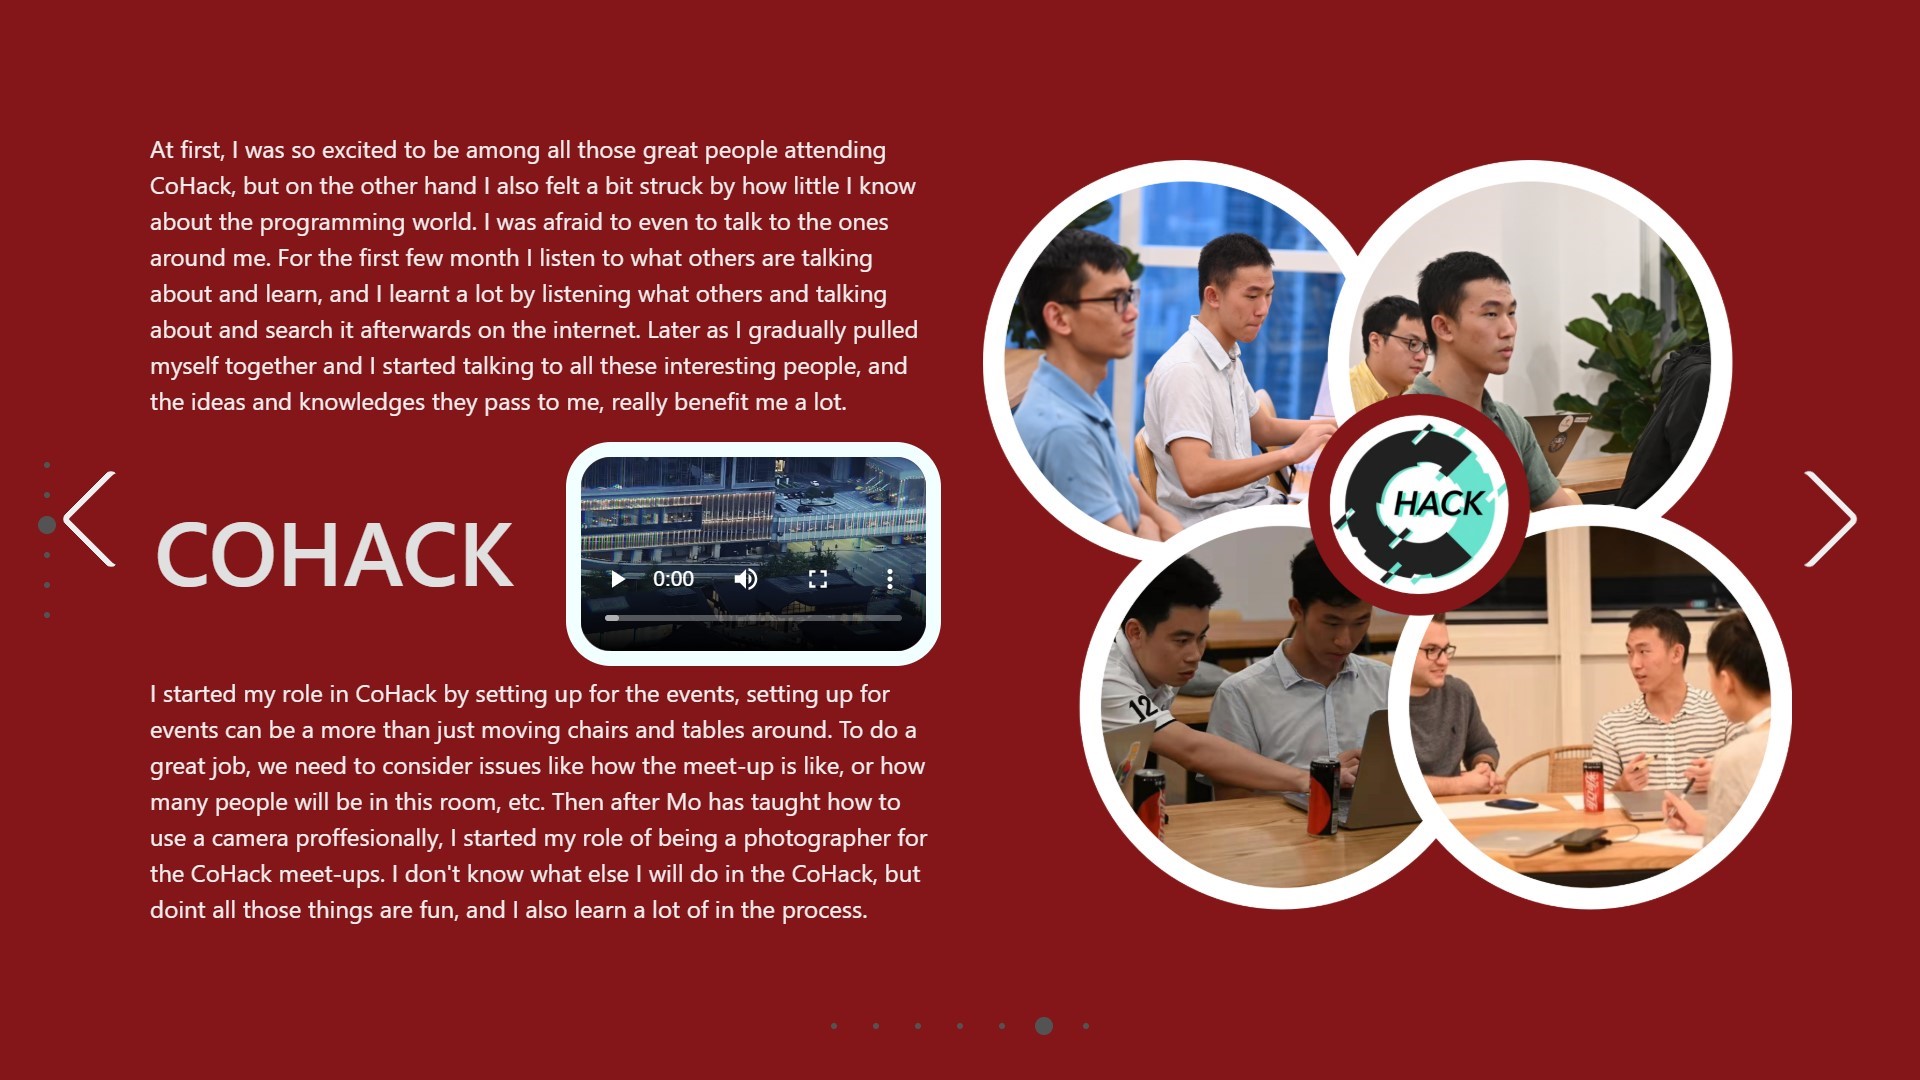 At first, I was so excited to be among all those great people attending
CoHack, but on the other hand I also felt a bit struck by how little I know
about the programming world. I was afraid to even to talk to the ones
around me. For the first few month I listen to what others are talking
about and learn, and I learnt a lot by listening what others and talking
about and search it afterwards on the internet. Later as I gradually pulled
myself together and I started talking to all these interesting people, and
the ideas and knowledges they pass to me, really benefit me a lot.
COHACK
0:00
I started my role in CoHack by setting up for the events, setting up for
events can be a more than just moving chairs and tables around. To do a
great job, we need to consider issues like how the meet-up is like, or how
many people will be in this room, etc. Then after Mo has taught how to
use a camera proffesionally, I started my role of being a photographer for
the CoHack meet-ups. I don't know what else I will do in the CoHack, but
doint all those things are fun, and I also learn a lot of in the process.
HACK
12